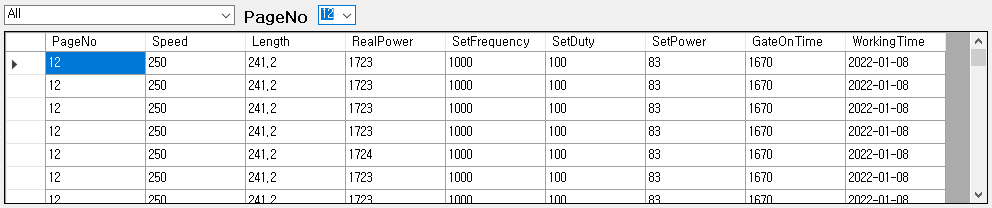 All PageNo 12
PageNo Speed Length RealPower SetFrequency SetDuty SetPower GateOnTime WorkingTime
12 250 241,2 1723 1000 100 83 1670 2022-01-08
12 250 241,2 1723 1000 100 83 1670 2022-01-08
12 250 241,2 1723 1000 100 83 1670 2022-01-08
12 250 241,2 1723 1000 100 83 1670 2022-01-08
12 250 241,2 1724 1000 100 83 1670 2022-01-08
12 250 241,2 1723 1000 100 83 1670 2022-01-08
12 250 241,2 1723 1000 100 83 1670 2022-01-08